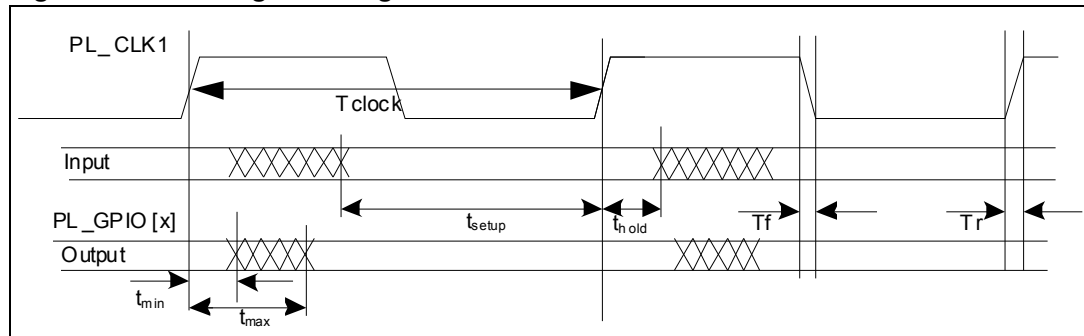 PL_CLK1
Tclock
Input
tsetup
thold
Tf
Tr
PL_GPIO [x]
Output
tmin
tmax